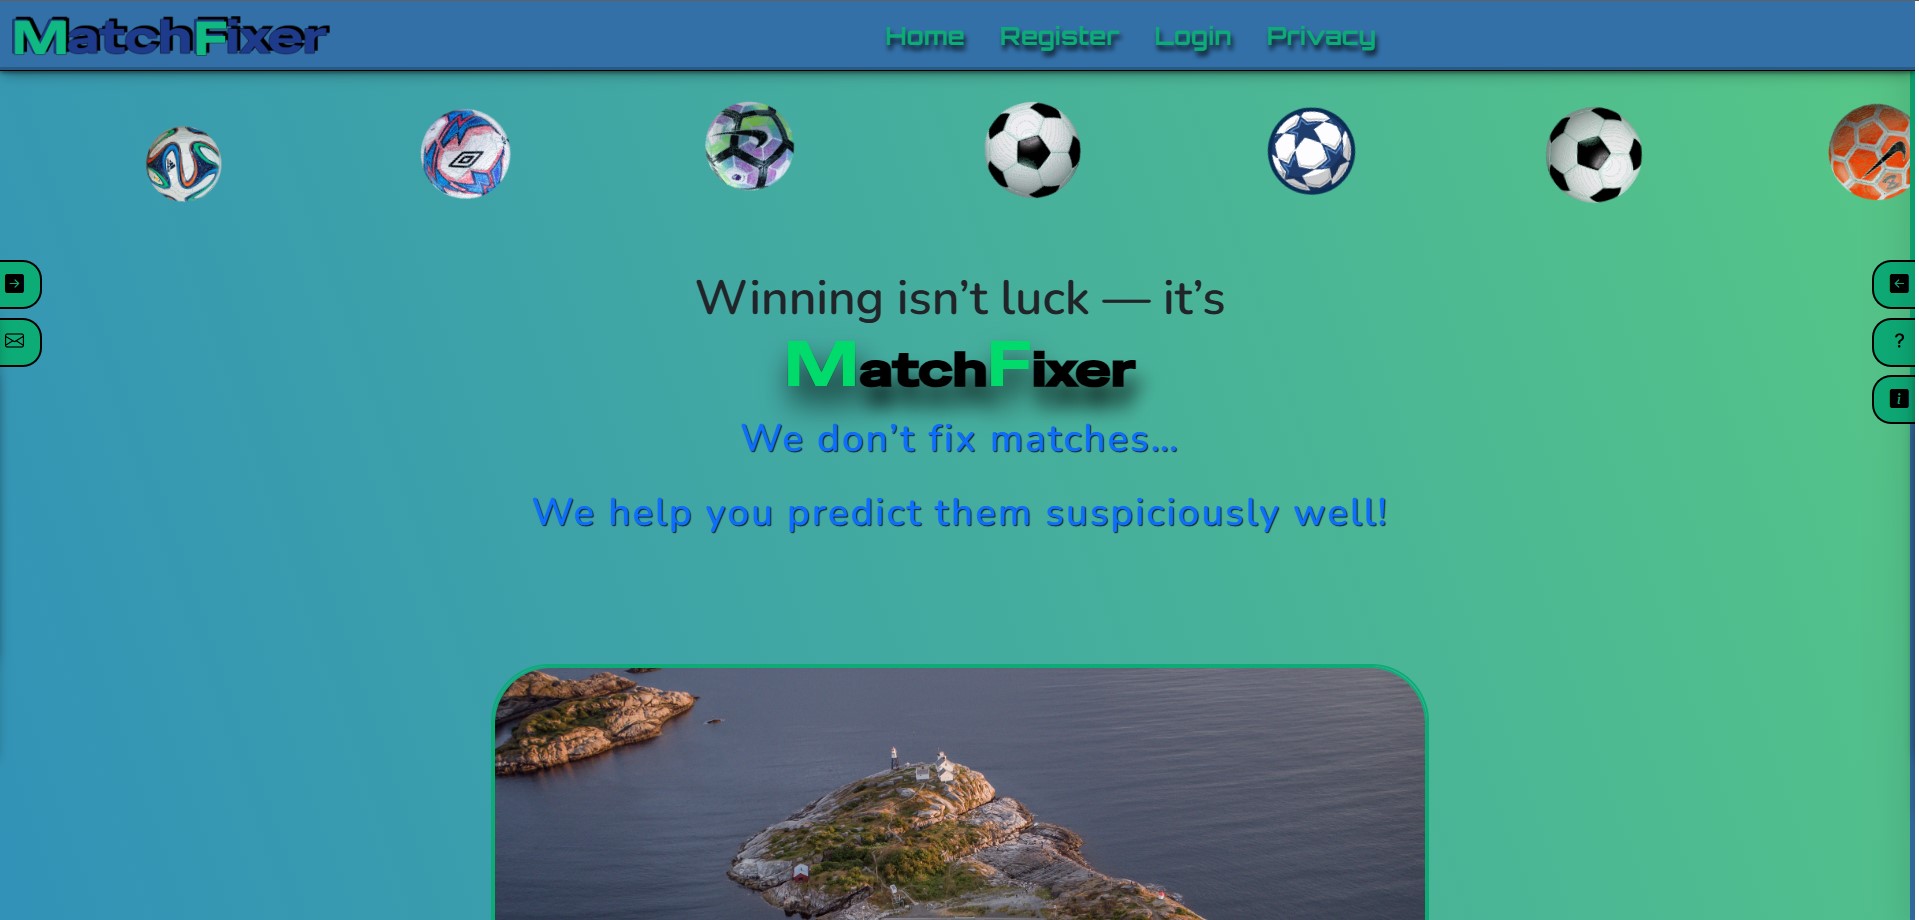 MatchFixer
Home Register Login Privacy
Winning isn’t luck — it’s
MatchFixer
We don’t fix matches...
?
i
We help you predict them suspiciously well!